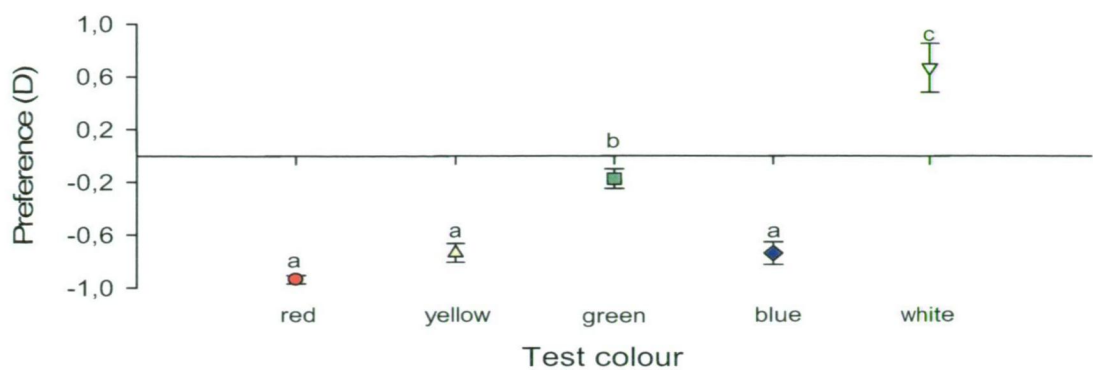 Preference (D)
1,0
0,6
0,2
-0,2
-0,6
-1,0
a
a
b
a
c
red
yellow
green
blue
white
Test colour